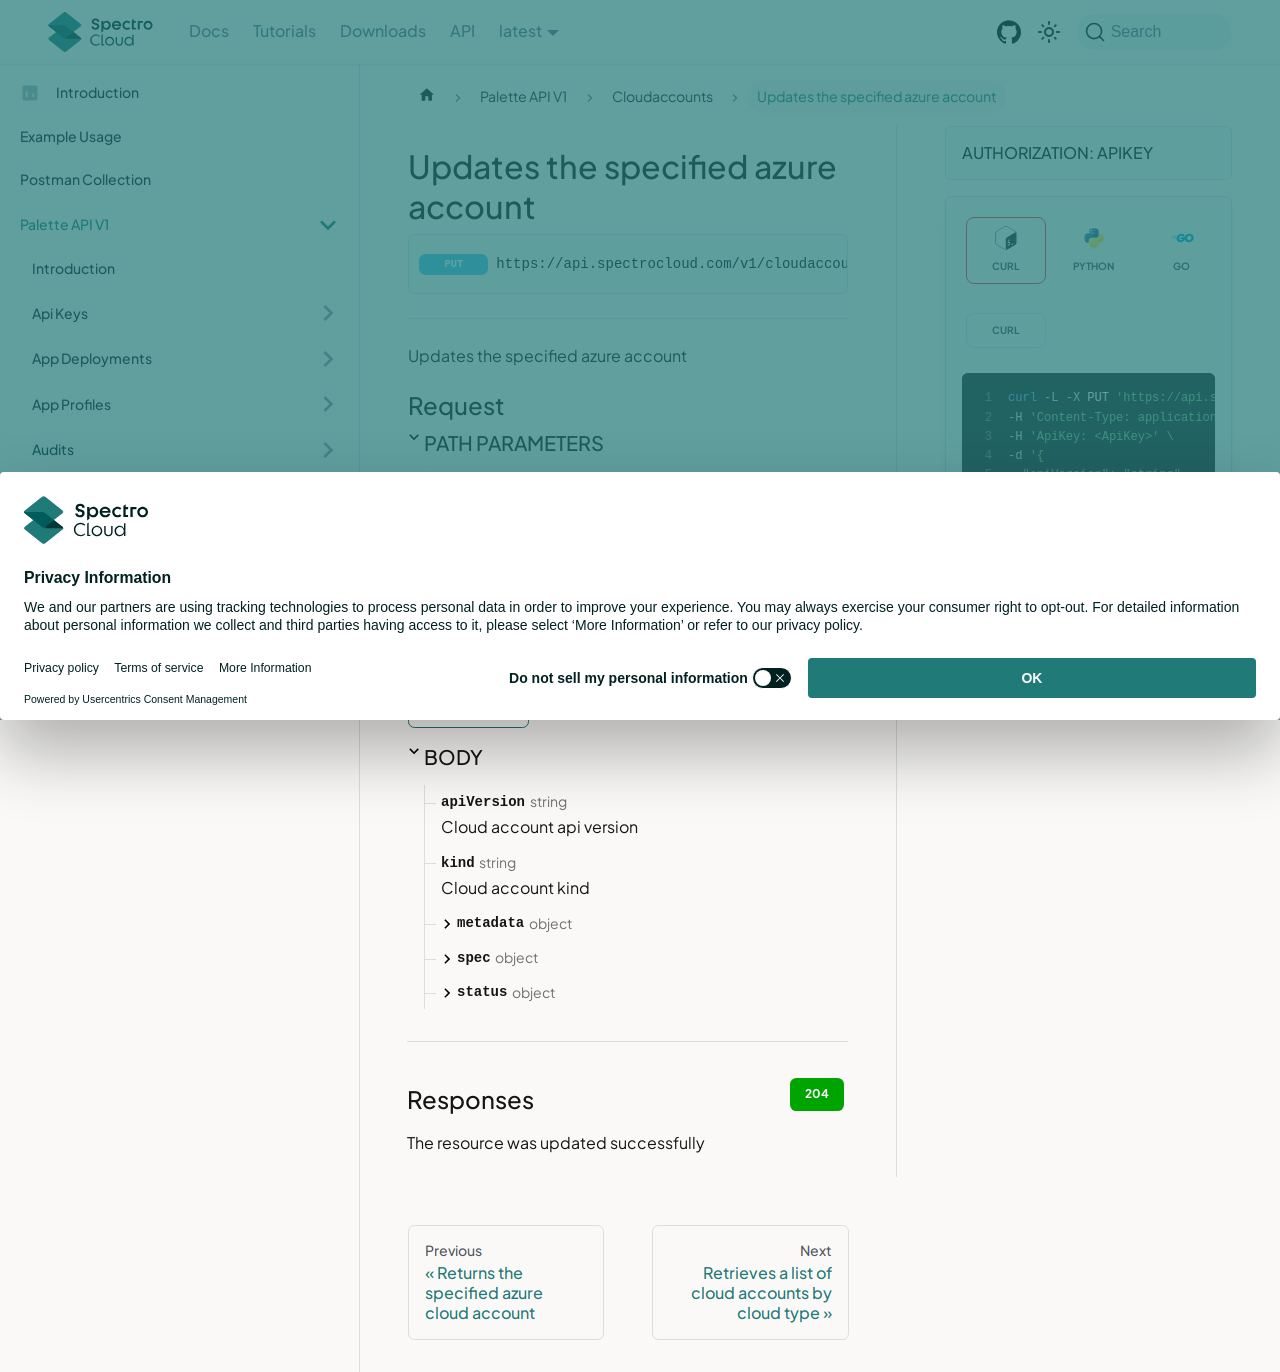 Spectro Cloud
Docs
Tutorials
Downloads
API
latest
Search
Introduction
Example Usage
Postman Collection
Palette API V1
Introduction
Api Keys
App Deployments
App Profiles
Audits
Palette API V1
Cloudaccounts
Updates the specified azure account
Updates the specified azure
account
PUT https://api.spectrocloud.com/v1/cloudaccou
Updates the specified azure account
Request
PATH PARAMETERS
AUTHORIZATION: APIKEY
CURL
PYTHON
GO
CURL
1 curl -L -X PUT 'https://api.s
2 -H 'Content-Type: application
3 -H 'ApiKey: <ApiKey>' \
4 -d '{
Spectro
Cloud
Privacy Information
We and our partners are using tracking technologies to process personal data in order to improve your experience. You may always exercise your consumer right to opt-out. For detailed information
about personal information we collect and third parties having access to it, please select ‘More Information’ or refer to our privacy policy.
Privacy policy
Terms of service
More Information
Powered by Usercentrics Consent Management
Do not sell my personal information
OK
BODY
apiVersion string
Cloud account api version
kind string
Cloud account kind
metadata object
spec object
status object
Responses
204
The resource was updated successfully
Previous
« Returns the
specified azure
cloud account
Next
Retrieves a list of
cloud accounts by
cloud type »